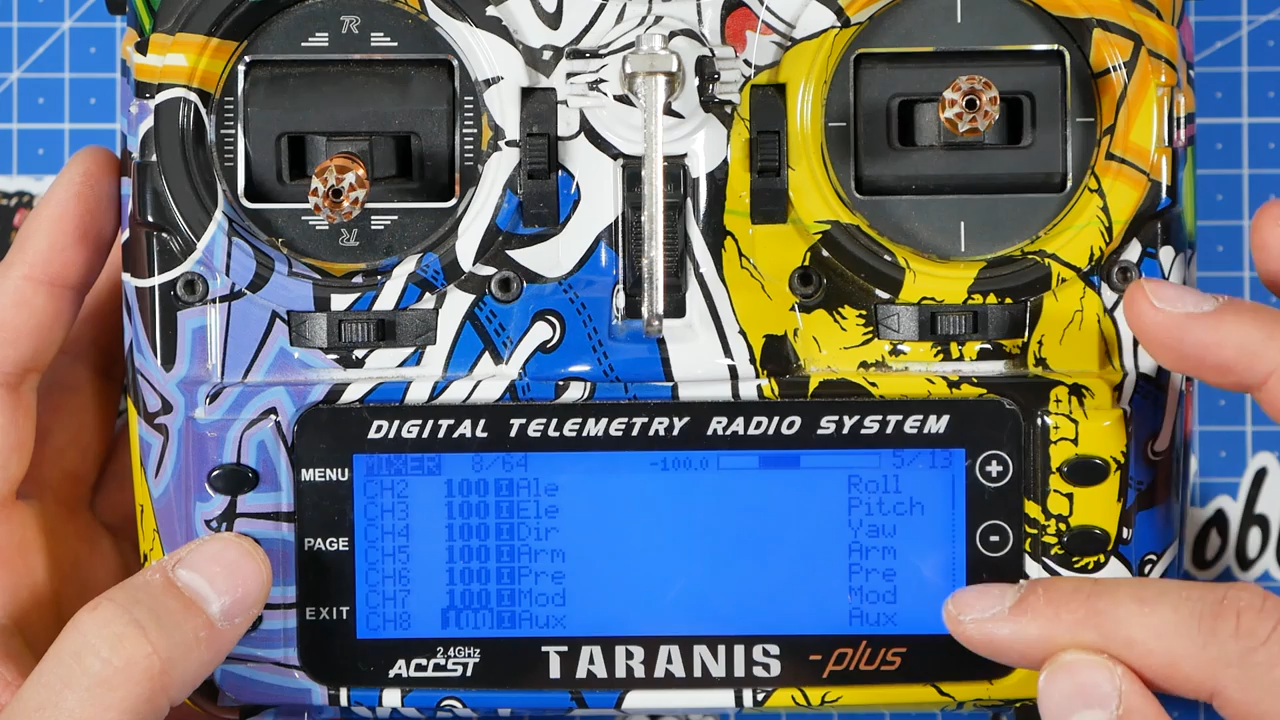 R
R
DIGITAL TELEMETRY RADIO SYSTEM
MENU
PAGE
EXIT
MIXER 8/64 -100.0 5/13
CH2 100 I Ale Roll
CH3 100 I Ele Pitch
CH4 100 I Dir Yaw
CH5 100 I Arm Arm
CH6 100 I Pre Pre
CH7 100 I Mod Mod
CH8 100 I Aux Aux
+
-
2.4GHz
ACCST TARANIS -plus